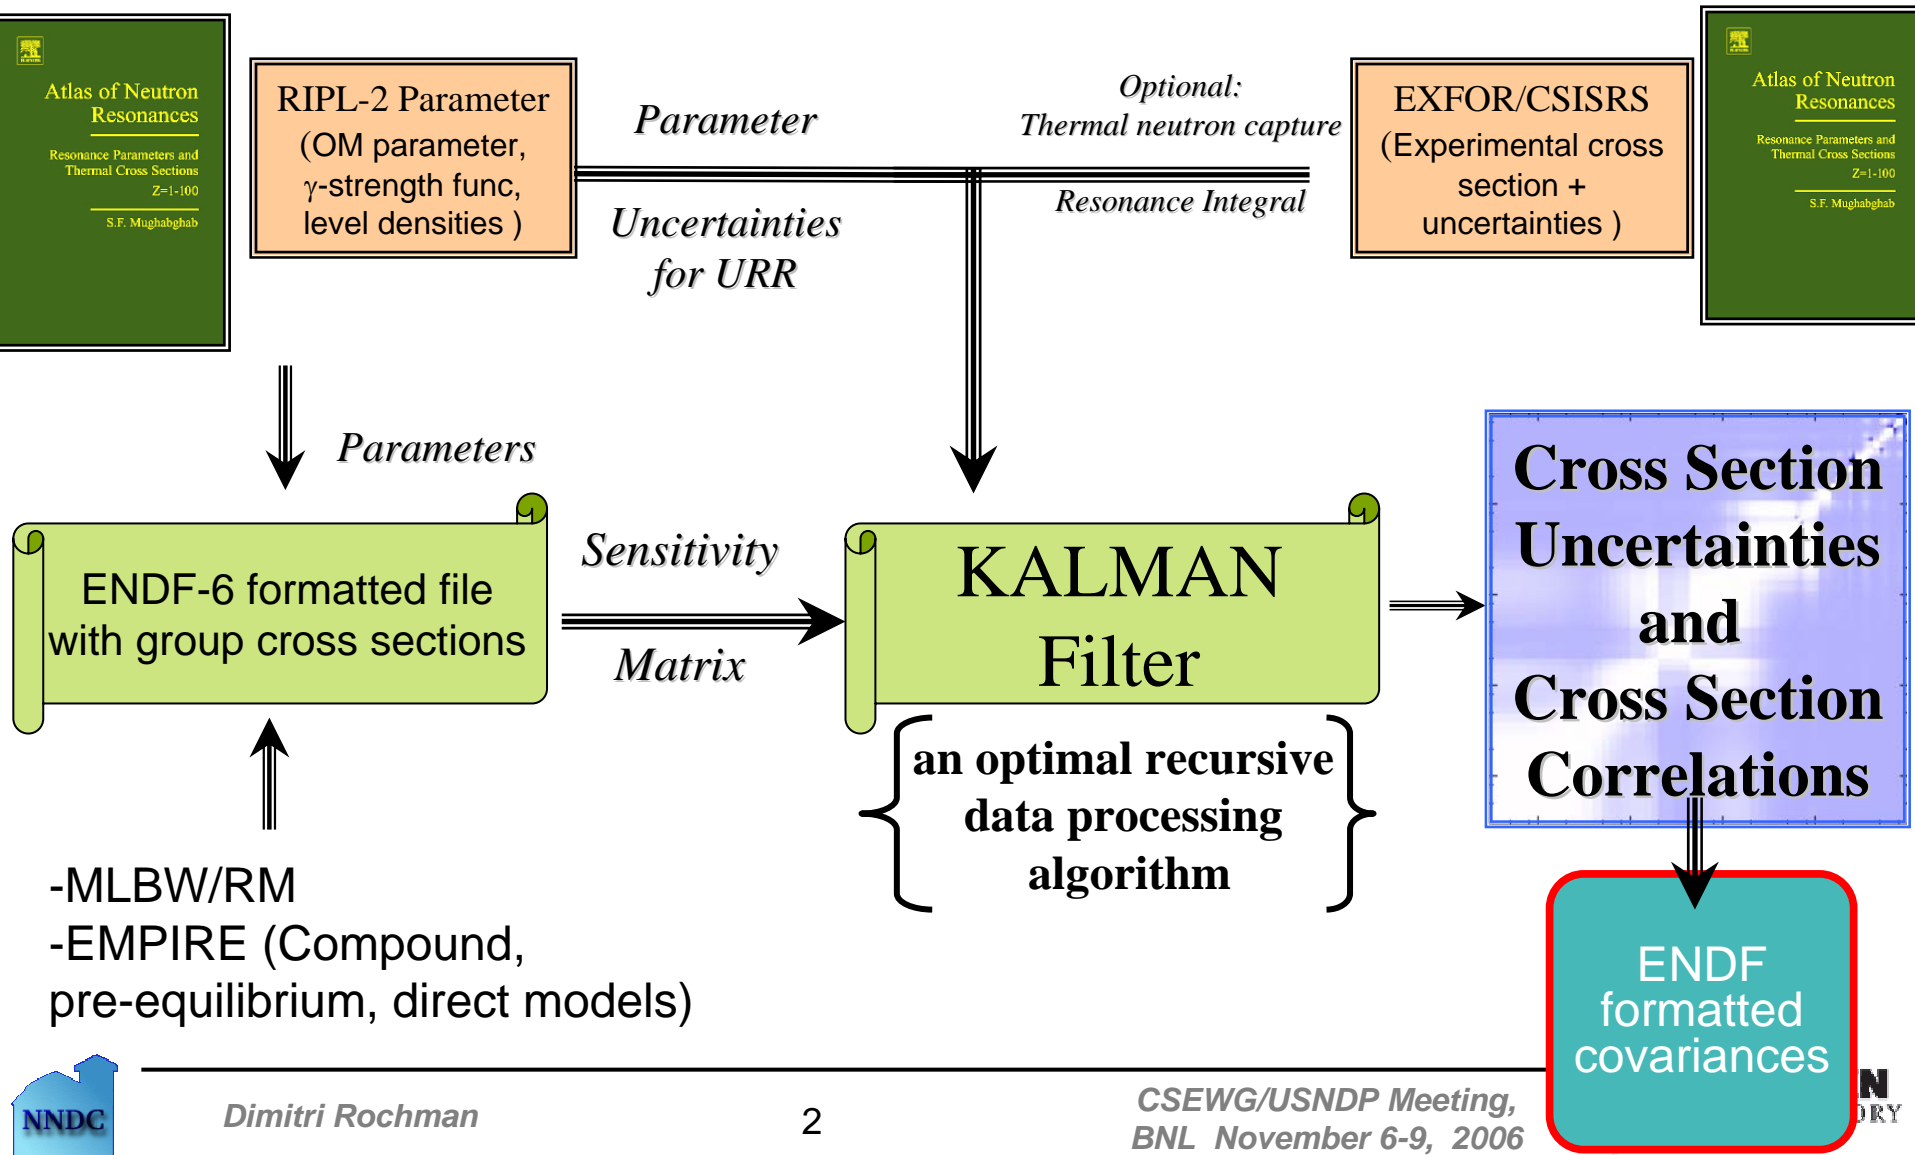 Atlas of Neutron
Resonances
Resonance Parameters and
Thermal Cross Sections
Z=1-100
S.F. Mughabghab
RIPL-2 Parameter
(OM parameter,
γ-strength func,
level densities )
Parameter
Uncertainties
for URR
Optional:
Thermal neutron capture
Resonance Integral
EXFOR/CSISRS
(Experimental cross
section +
uncertainties )
Atlas of Neutron
Resonances
Resonance Parameters and
Thermal Cross Sections
Z=1-100
S.F. Mughabghab
Parameters
ENDF-6 formatted file
with group cross sections
Sensitivity
Matrix
KALMAN
Filter
an optimal recursive
data processing
algorithm
Cross Section
Uncertainties
and
Cross Section
Correlations
-MLBW/RM
-EMPIRE (Compound,
pre-equilibrium, direct models)
ENDF
formatted
covariances
NNDC
Dimitri Rochman
2
CSEWG/USNDP Meeting,
BNL November 6-9, 2006